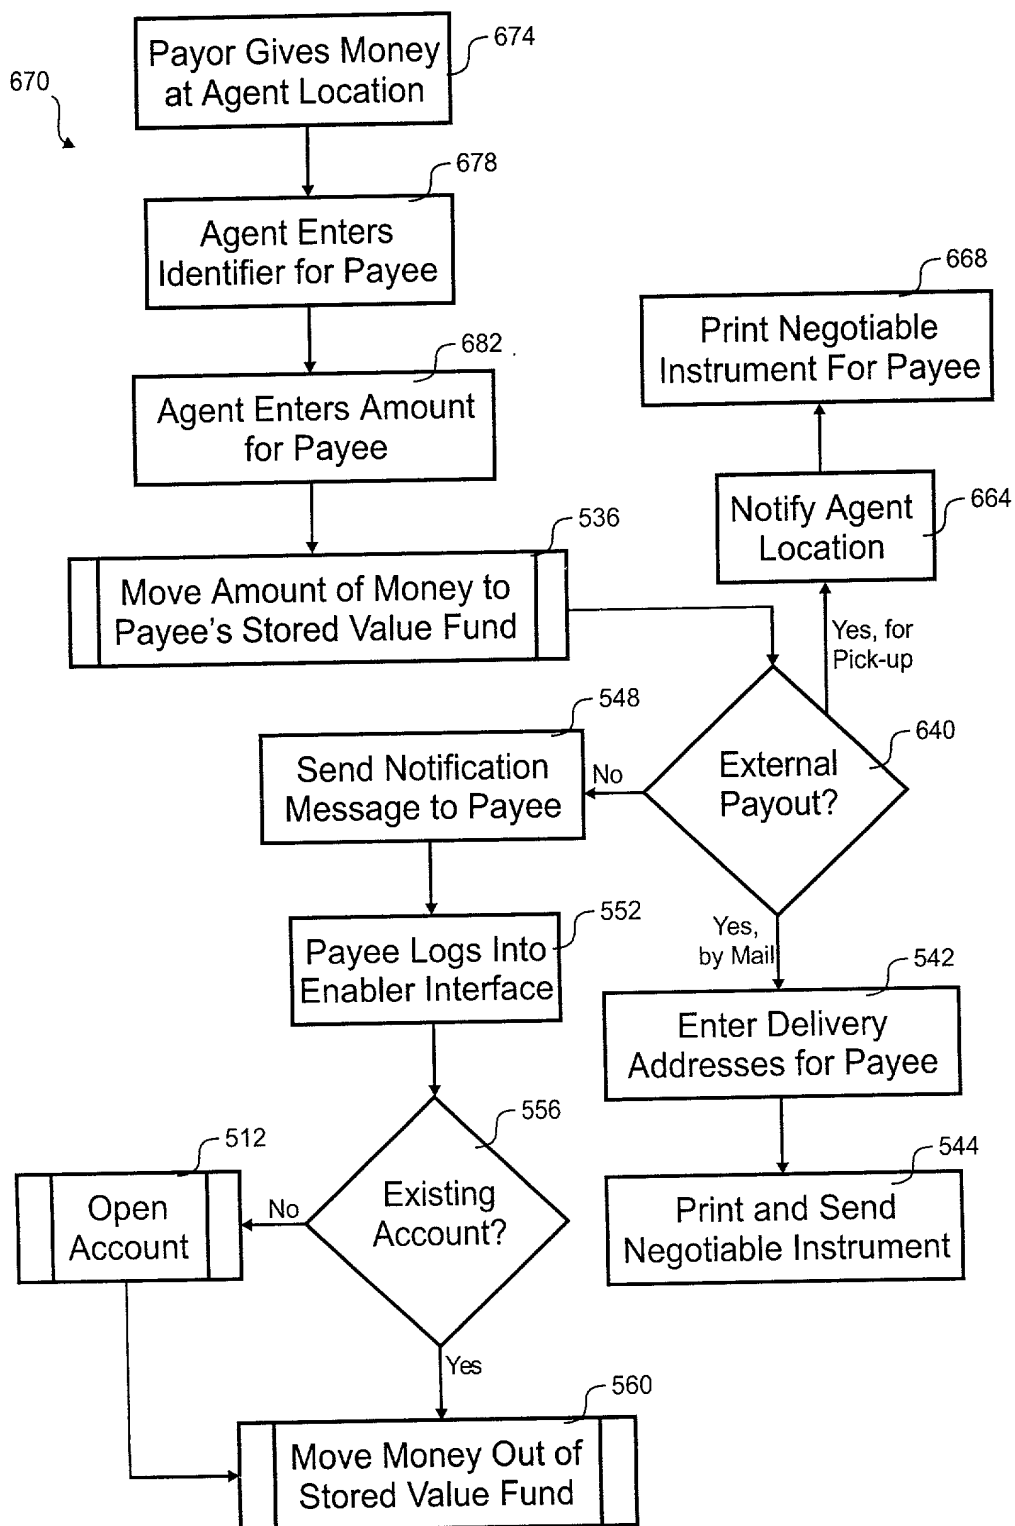 670
Payor Gives Money
at Agent Location
674
678
Agent Enters
Identifier for Payee
682
Agent Enters Amount
for Payee
536
Move Amount of Money to
Payee's Stored Value Fund
668
Print Negotiable
Instrument For Payee
664
Notify Agent
Location
Yes, for
Pick-up
640
External
Payout?
No
548
Send Notification
Message to Payee
552
Payee Logs Into
Enabler Interface
Yes,
by Mail
542
Enter Delivery
Addresses for Payee
544
Print and Send
Negotiable Instrument
556
Existing
Account?
No
512
Open
Account
Yes
560
Move Money Out of
Stored Value Fund